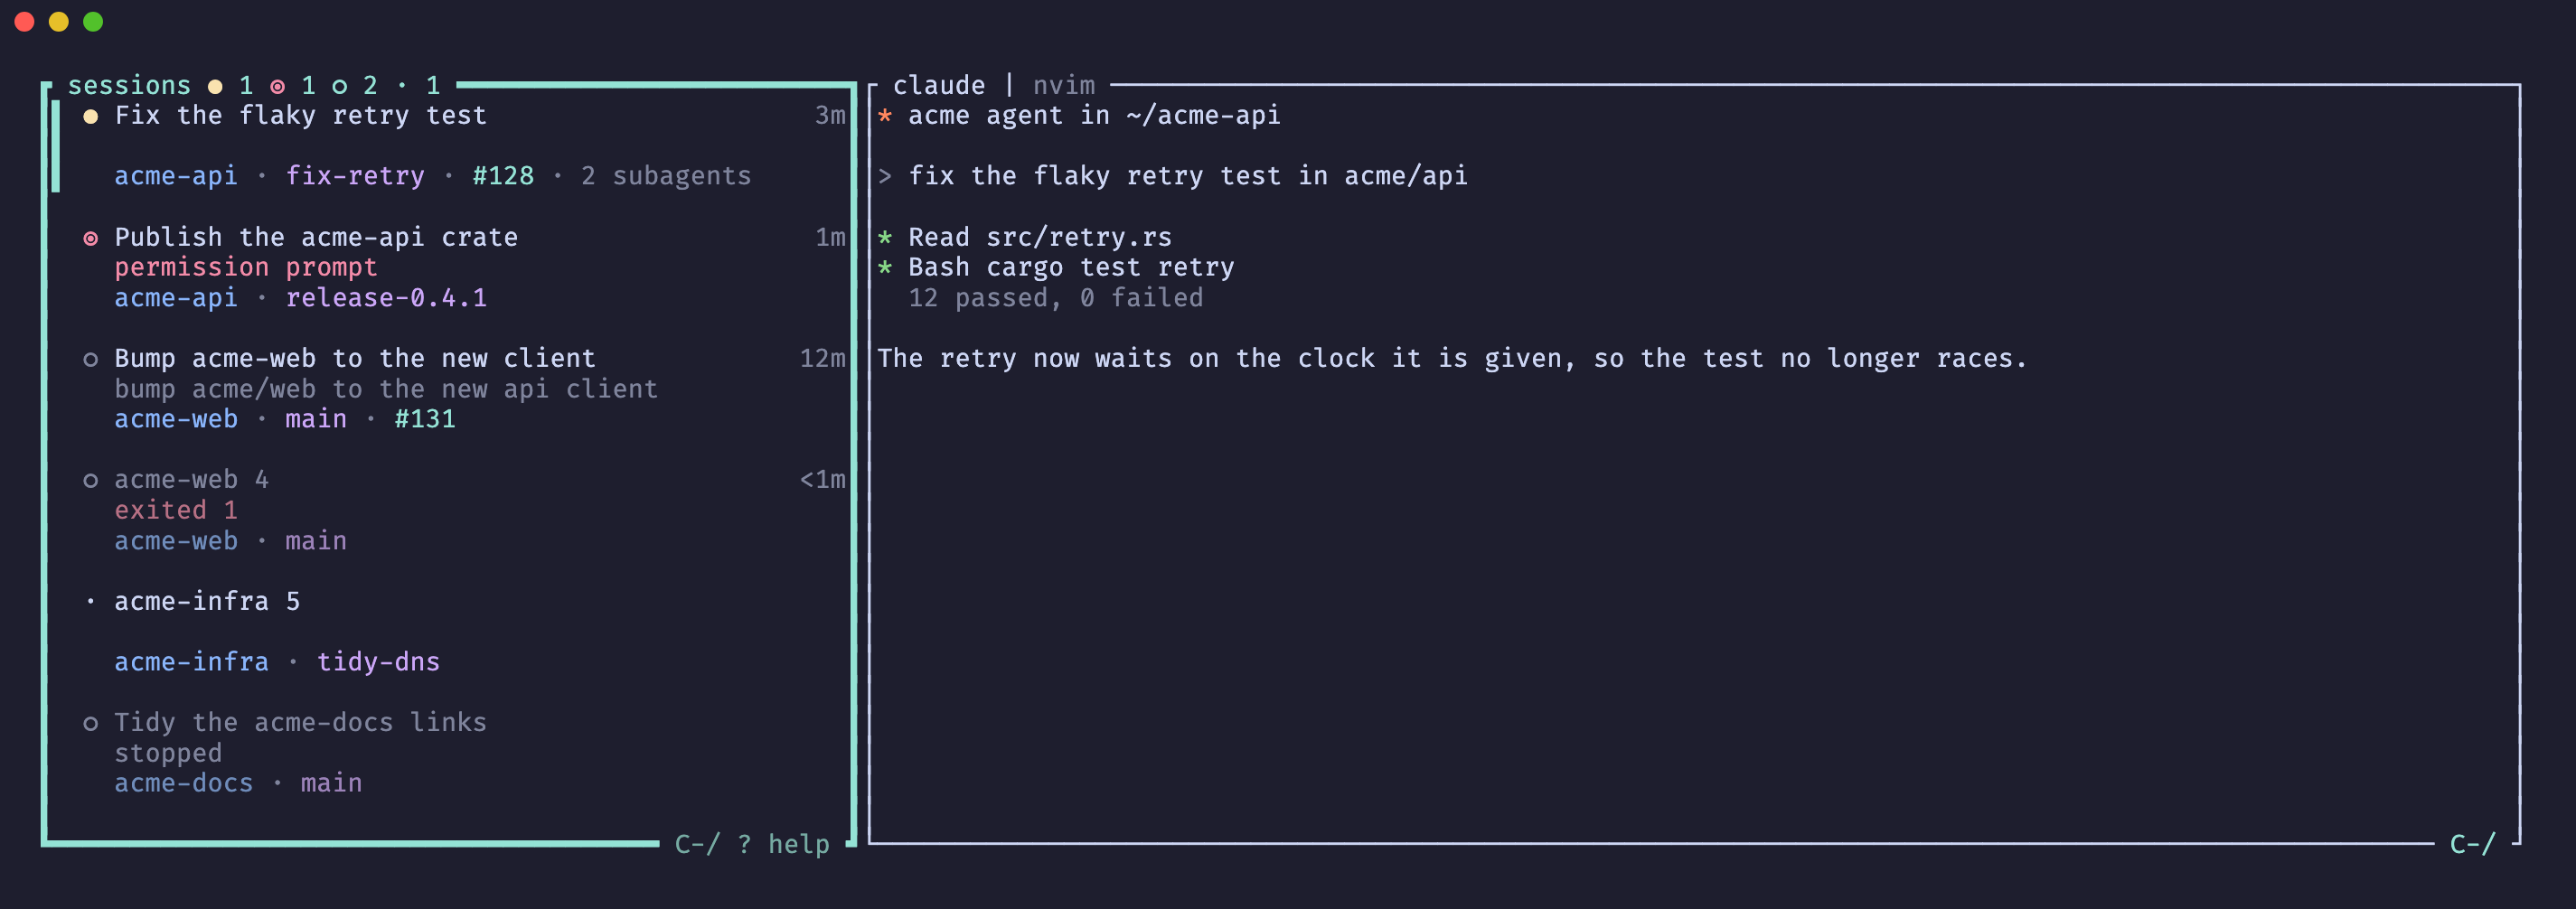 sessions ● 1 ◉ 1 ○ 2 · 1
● Fix the flaky retry test 3m
acme-api · fix-retry · #128 · 2 subagents
◉ Publish the acme-api crate 1m
permission prompt
acme-api · release-0.4.1
○ Bump acme-web to the new client 12m
bump acme/web to the new api client
acme-web · main · #131
○ acme-web 4 <1m
exited 1
acme-web · main
· acme-infra 5
acme-infra · tidy-dns
○ Tidy the acme-docs links
stopped
acme-docs · main
C-/ ? help
claude | nvim
* acme agent in ~/acme-api
> fix the flaky retry test in acme/api
* Read src/retry.rs
* Bash cargo test retry
12 passed, 0 failed
The retry now waits on the clock it is given, so the test no longer races.
C-/